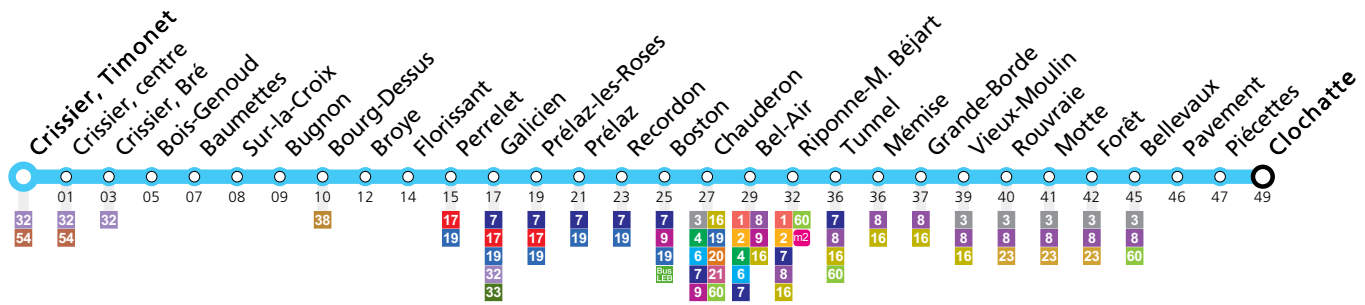 Crissier, Timonet
Crissier, centre
Crissier, Bré
Bois-Genoud
Baumettes
Sur-la-Croix
Bugnon
Bourg-Dessus
Broye
Florissant
Perrelet
Galicien
Prélaz-les-Roses
Prélaz
Recordon
Boston
Chauderon
Bel-Air
Riponne-M. Béjart
Tunnel
Mémise
Grande-Borde
Vieux-Moulin
Rouvraie
Motte
Forêt
Bellevaux
Pavement
Piécettes
Clochatte
01 03 05 07 08 09 10 12 14 15 17 19 21 23 25 27 29 32 36 36 37 39 40 41 42 45 46 47 49
32 32 32 38 17 7 7 7 7 7 3 16 1 8 1 60 7 8 8 3 3 3 3 3
54 54 19 17 17 19 19 9 4 19 2 9 2 m2 8 16 16 8 8 8 8 8
19 19 19 6 20 4 16 7 16 16 23 23 23 60
32 Bus LEB 7 21 6 8 60
33 9 60 7 16